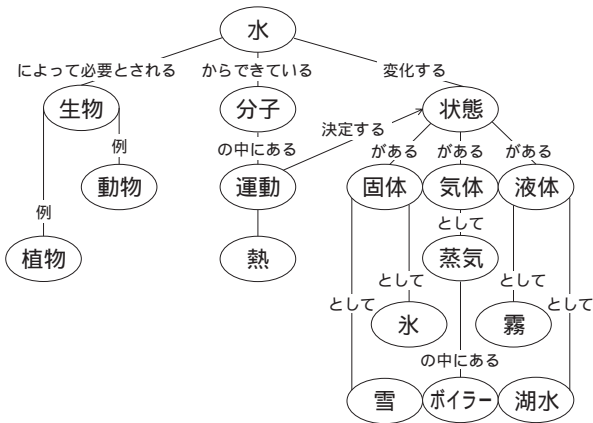 水
によって必要とされる
からできている
変化する
生物
分子
状態
決定する
例
の中にある
がある
がある
がある
動物
運動
固体
気体
液体
例
として
植物
熱
蒸気
として
として
として
として
氷
霧
の中にある
雪
ボイラー
湖水